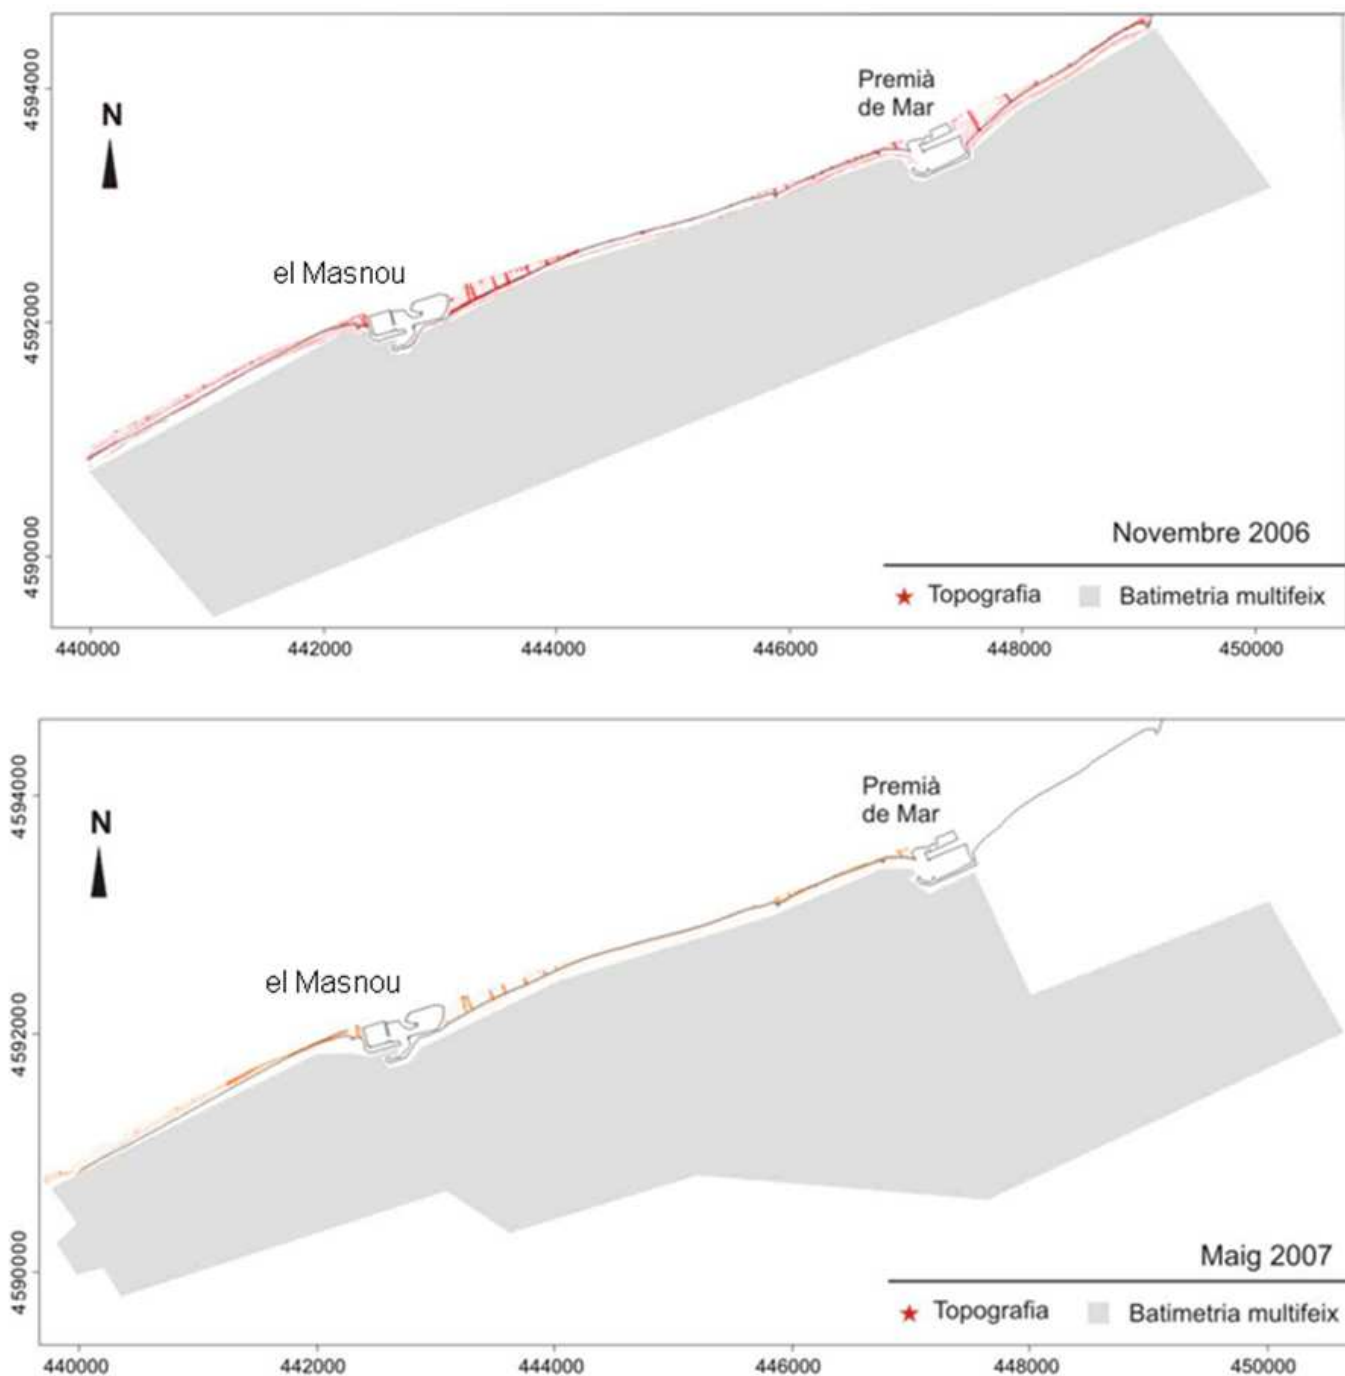 4594000
4592000
4590000
N
Premià
de Mar
el Masnou
Novembre 2006
Topografia
Batimetria multifeix
440000
442000
444000
446000
448000
450000
4594000
4592000
4590000
N
Premià
de Mar
el Masnou
Maig 2007
Topografia
Batimetria multifeix
440000
442000
444000
446000
448000
450000